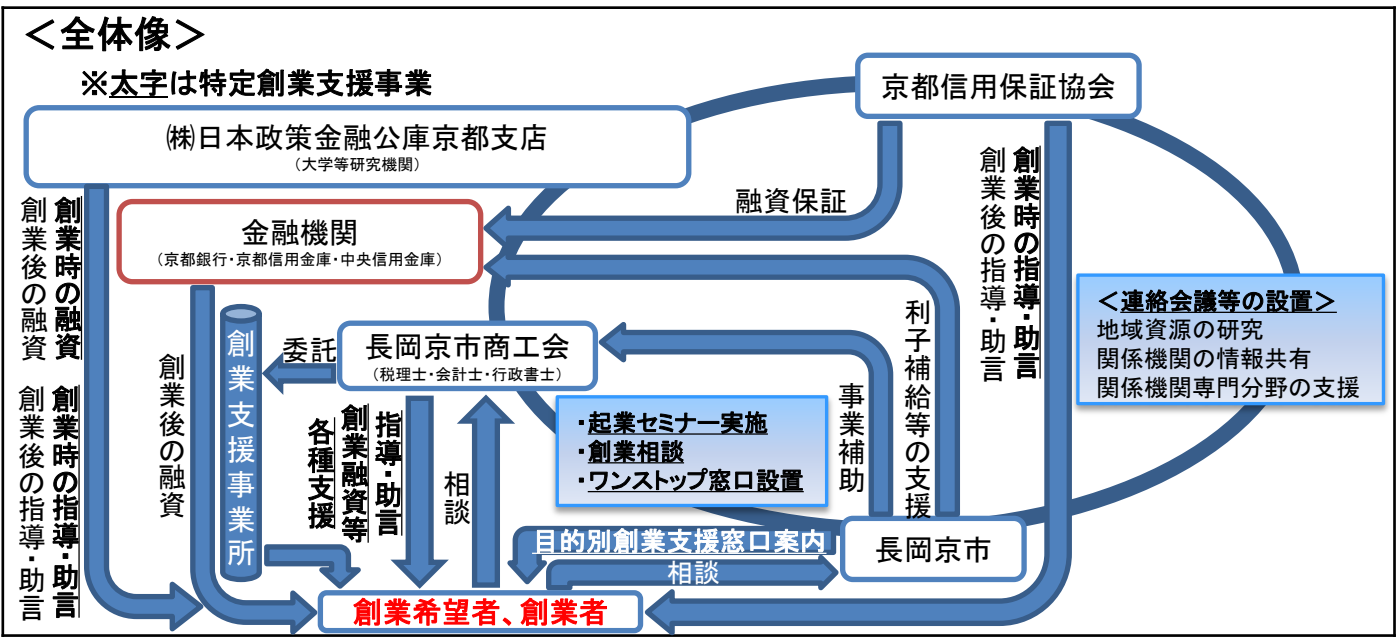 ＜全体像＞
※太字は特定創業支援事業
京都信用保証協会
㈱日本政策金融公庫京都支店
（大学等研究機関）
金融機関
（京都銀行・京都信用金庫・中央信用金庫）
融資保証
創業時の融資
創業後の融資
創業時の指導・助言
創業後の指導・助言
創業時の指導・助言
創業後の指導・助言
＜連絡会議等の設置＞
地域資源の研究
関係機関の情報共有
関係機関専門分野の支援
長岡京市商工会
（税理士・会計士・行政書士）
委託
創業支援事業所
創業後の融資
指導・助言
創業融資等
各種支援
相談
・起業セミナー実施
・創業相談
・ワンストップ窓口設置
事業補助
利子補給等の支援
長岡京市
目的別創業支援窓口案内
相談
創業希望者、創業者